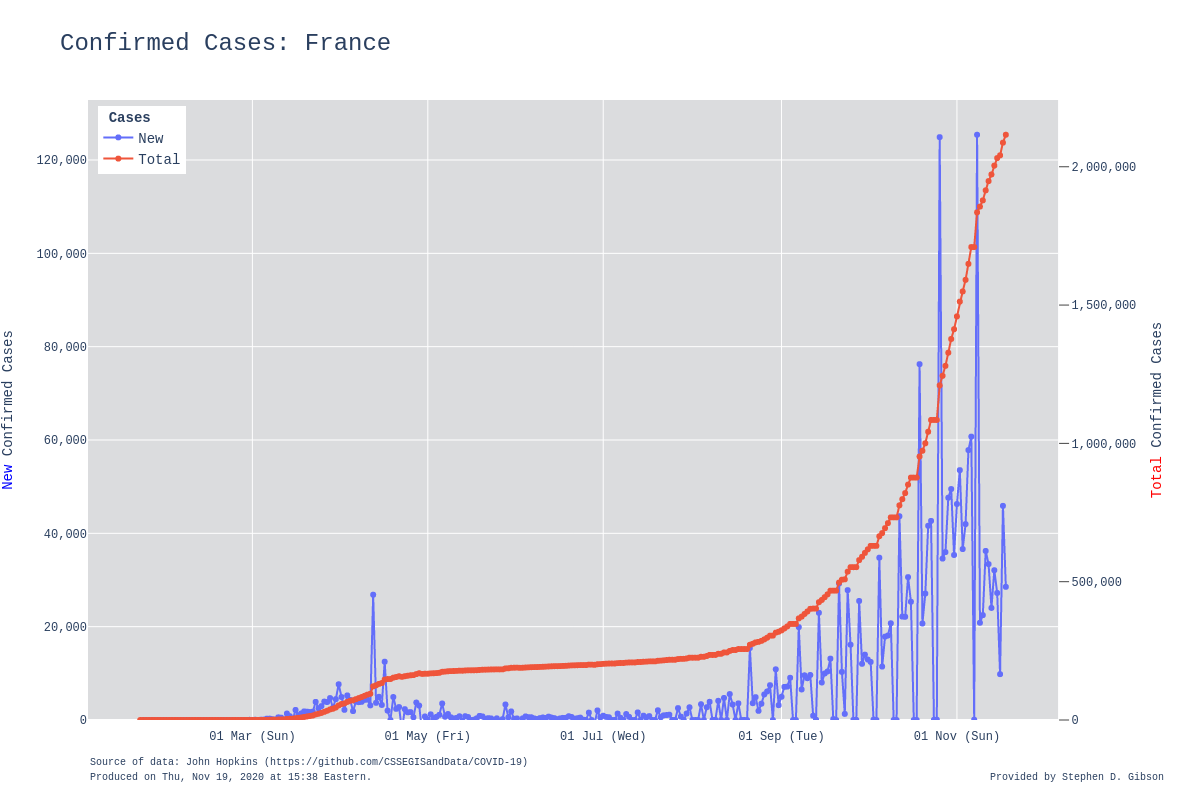 Confirmed Cases: France
Cases
New
Total
120,000
100,000
80,000
60,000
40,000
20,000
0
New Confirmed Cases
2,000,000
1,500,000
1,000,000
500,000
0
Total Confirmed Cases
01 Mar (Sun) 01 May (Fri) 01 Jul (Wed) 01 Sep (Tue) 01 Nov (Sun)
Source of data: John Hopkins (https://github.com/CSSEGISandData/COVID-19)
Produced on Thu, Nov 19, 2020 at 15:38 Eastern.
Provided by Stephen D. Gibson